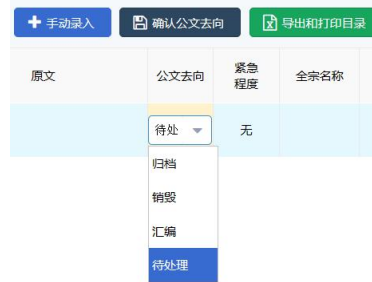 手动录入 确认公文去向 导出和打印目录
原文 公文去向 紧急程度 全宗名称
待处 无
归档
销毁
汇编
待处理